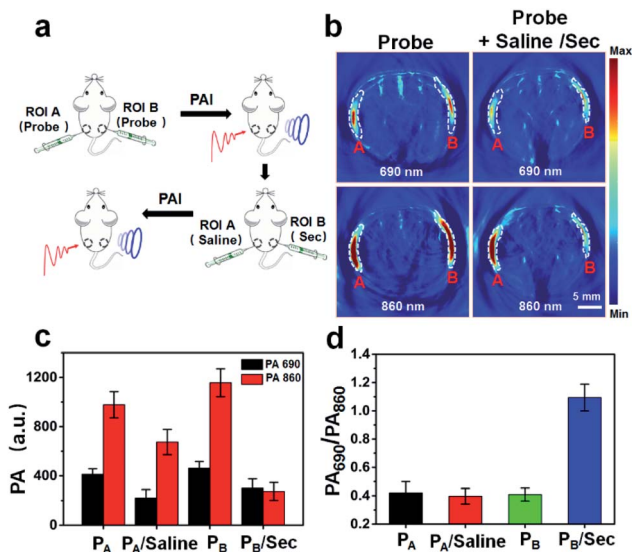 a
ROI A
(Probe)
ROI B
(Probe)
PAI
PAI
ROI A
( Saline)
ROI B
( Sec)
b
Probe
Probe
+ Saline /Sec
A
B
690 nm
A
B
690 nm
A
B
860 nm
A
B
860 nm
5 mm
Max
Min
c
PA (a.u.)
1200
800
400
0
PA 690
PA 860
PA
PA/Saline
PB
PB/Sec
d
PA690/PA860
1.4
1.2
1.0
0.8
0.6
0.4
0.2
PA
PA/Saline
PB
PB/Sec